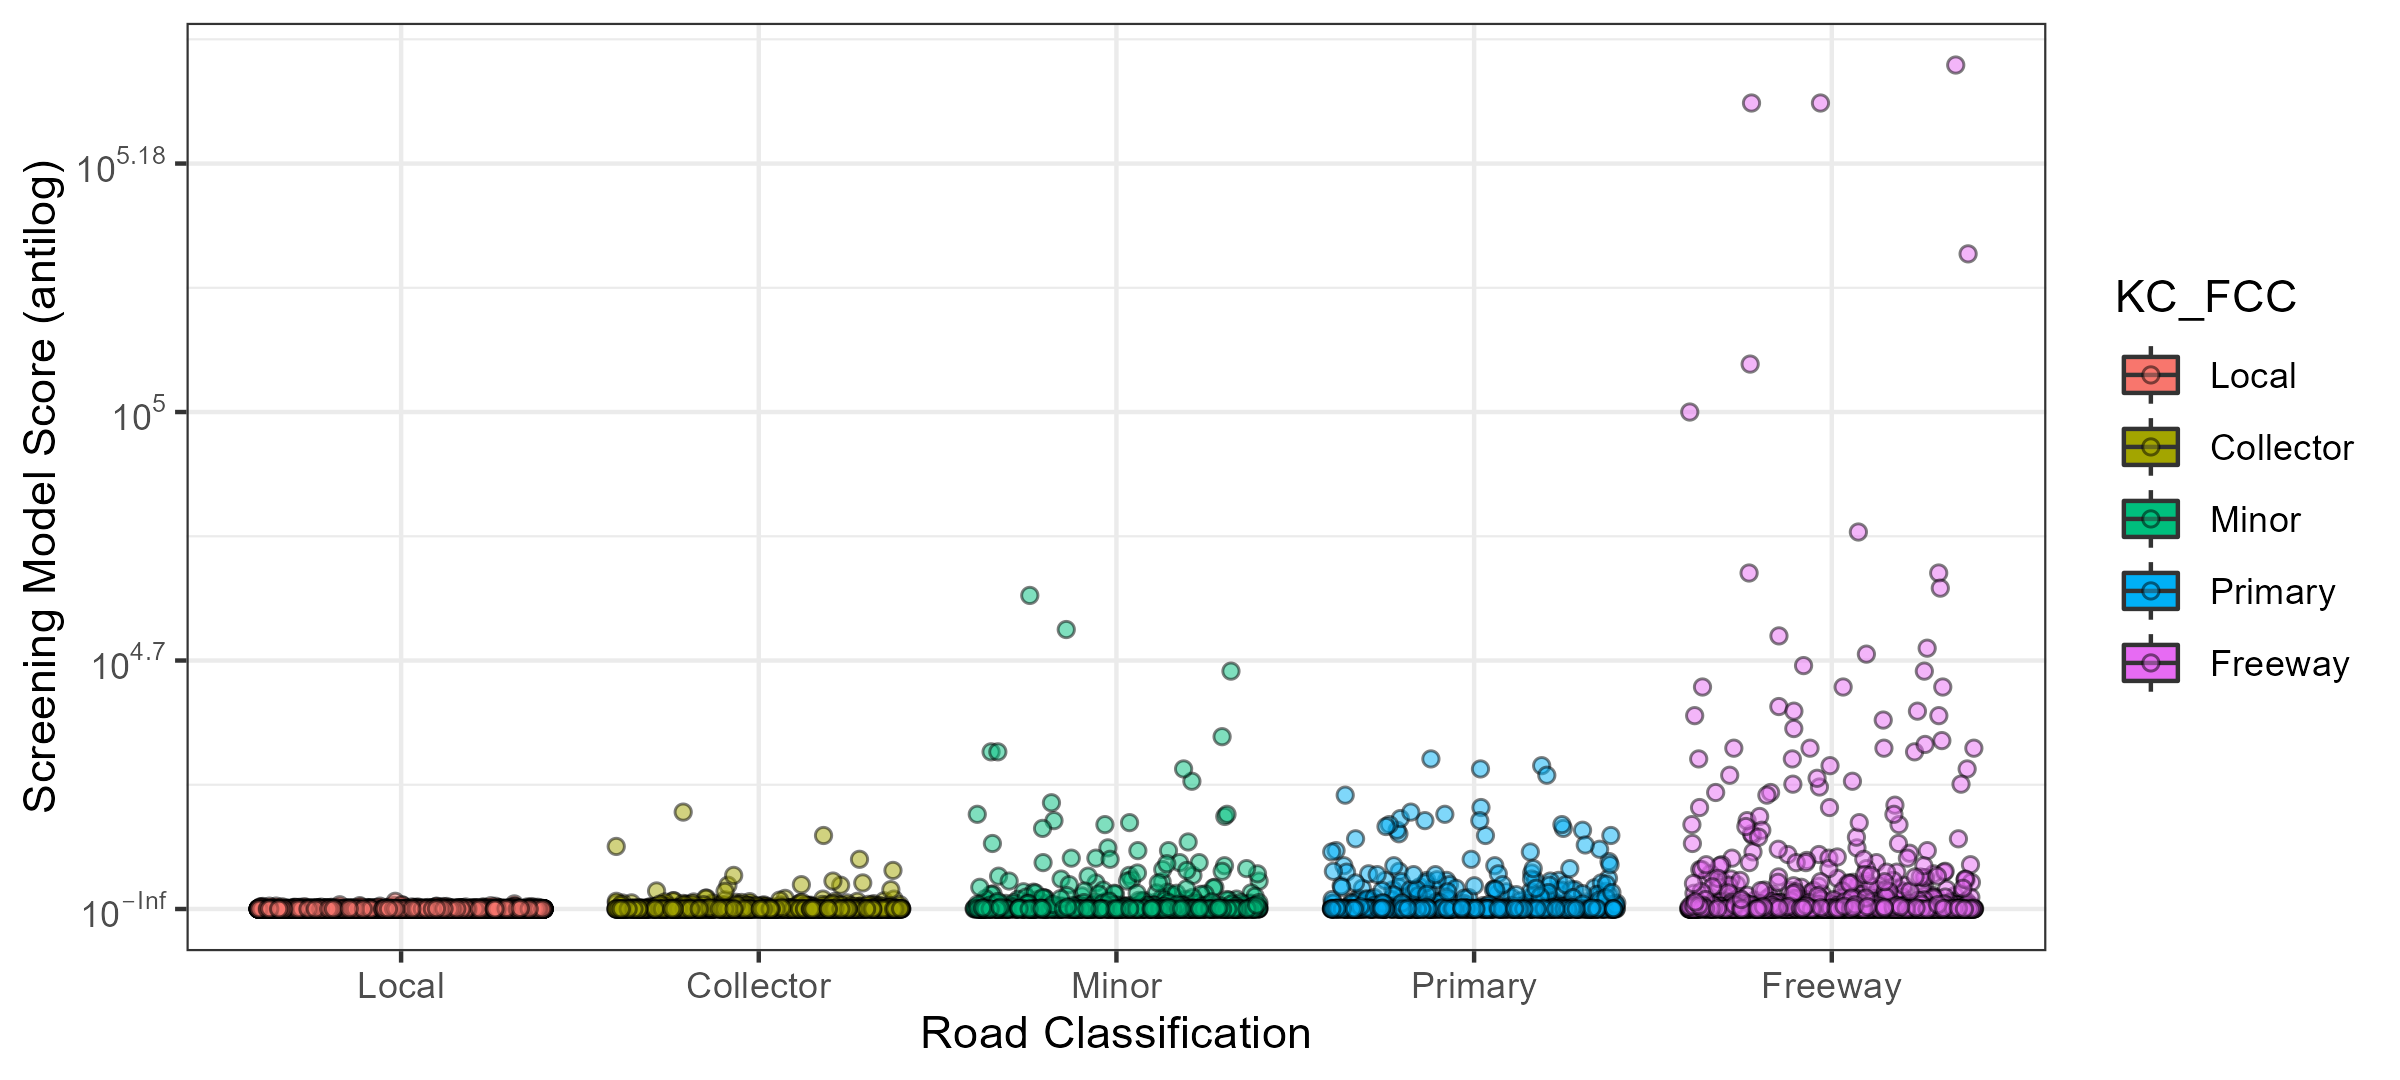 Screening Model Score (antilog)
10^5.18
10^5
10^4.7
10^−Inf
Local Collector Minor Primary Freeway
Road Classification
KC_FCC
Local
Collector
Minor
Primary
Freeway